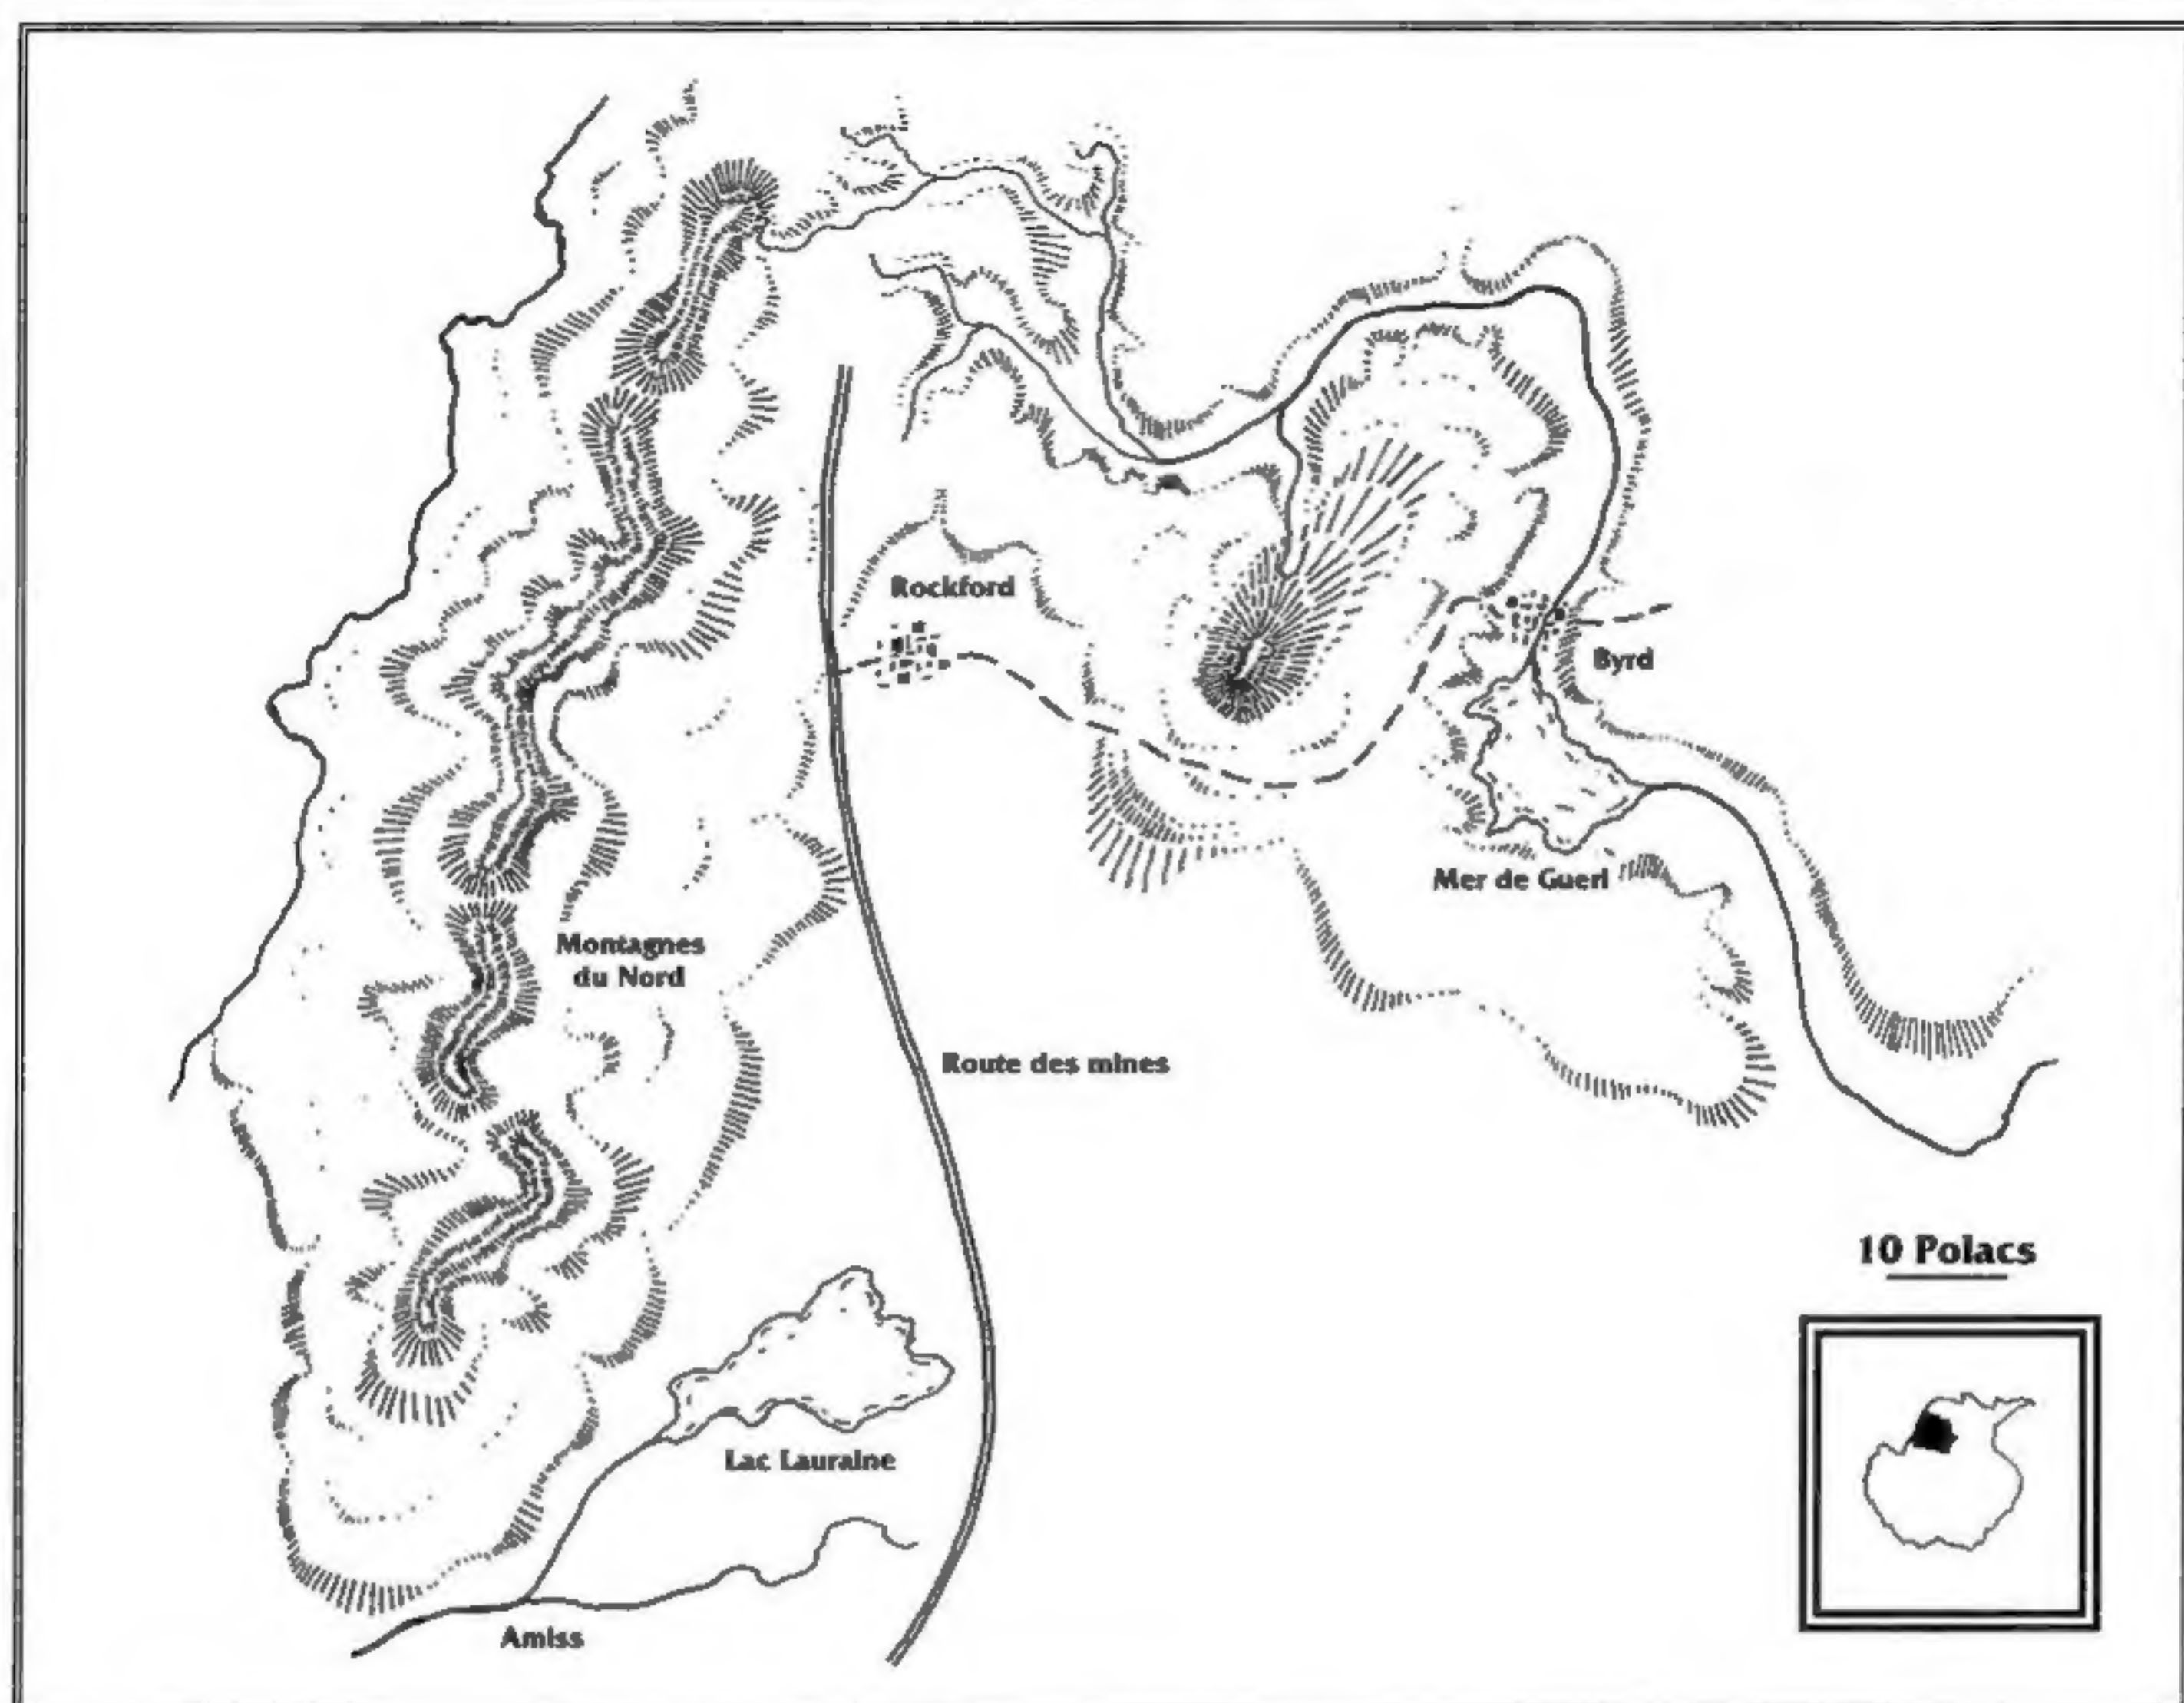 Rockford
Byrd
Mer de Guerl
Montagnes
du Nord
Route des mines
10 Polacs
Lac Lauraine
Amiss